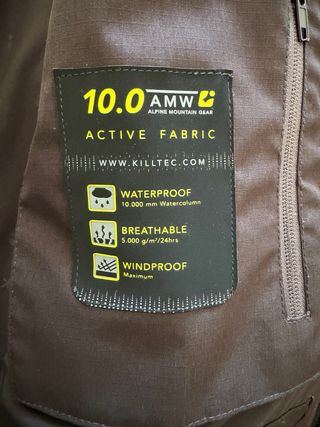 10.0 AMW
ALPINE MOUNTAIN GEAR
ACTIVE FABRIC
WWW.KILLTEC.COM
WATERPROOF
10.000 mm Watercolumn
BREATHABLE
5.000 g/m²/24hrs
WINDPROOF
Maximum